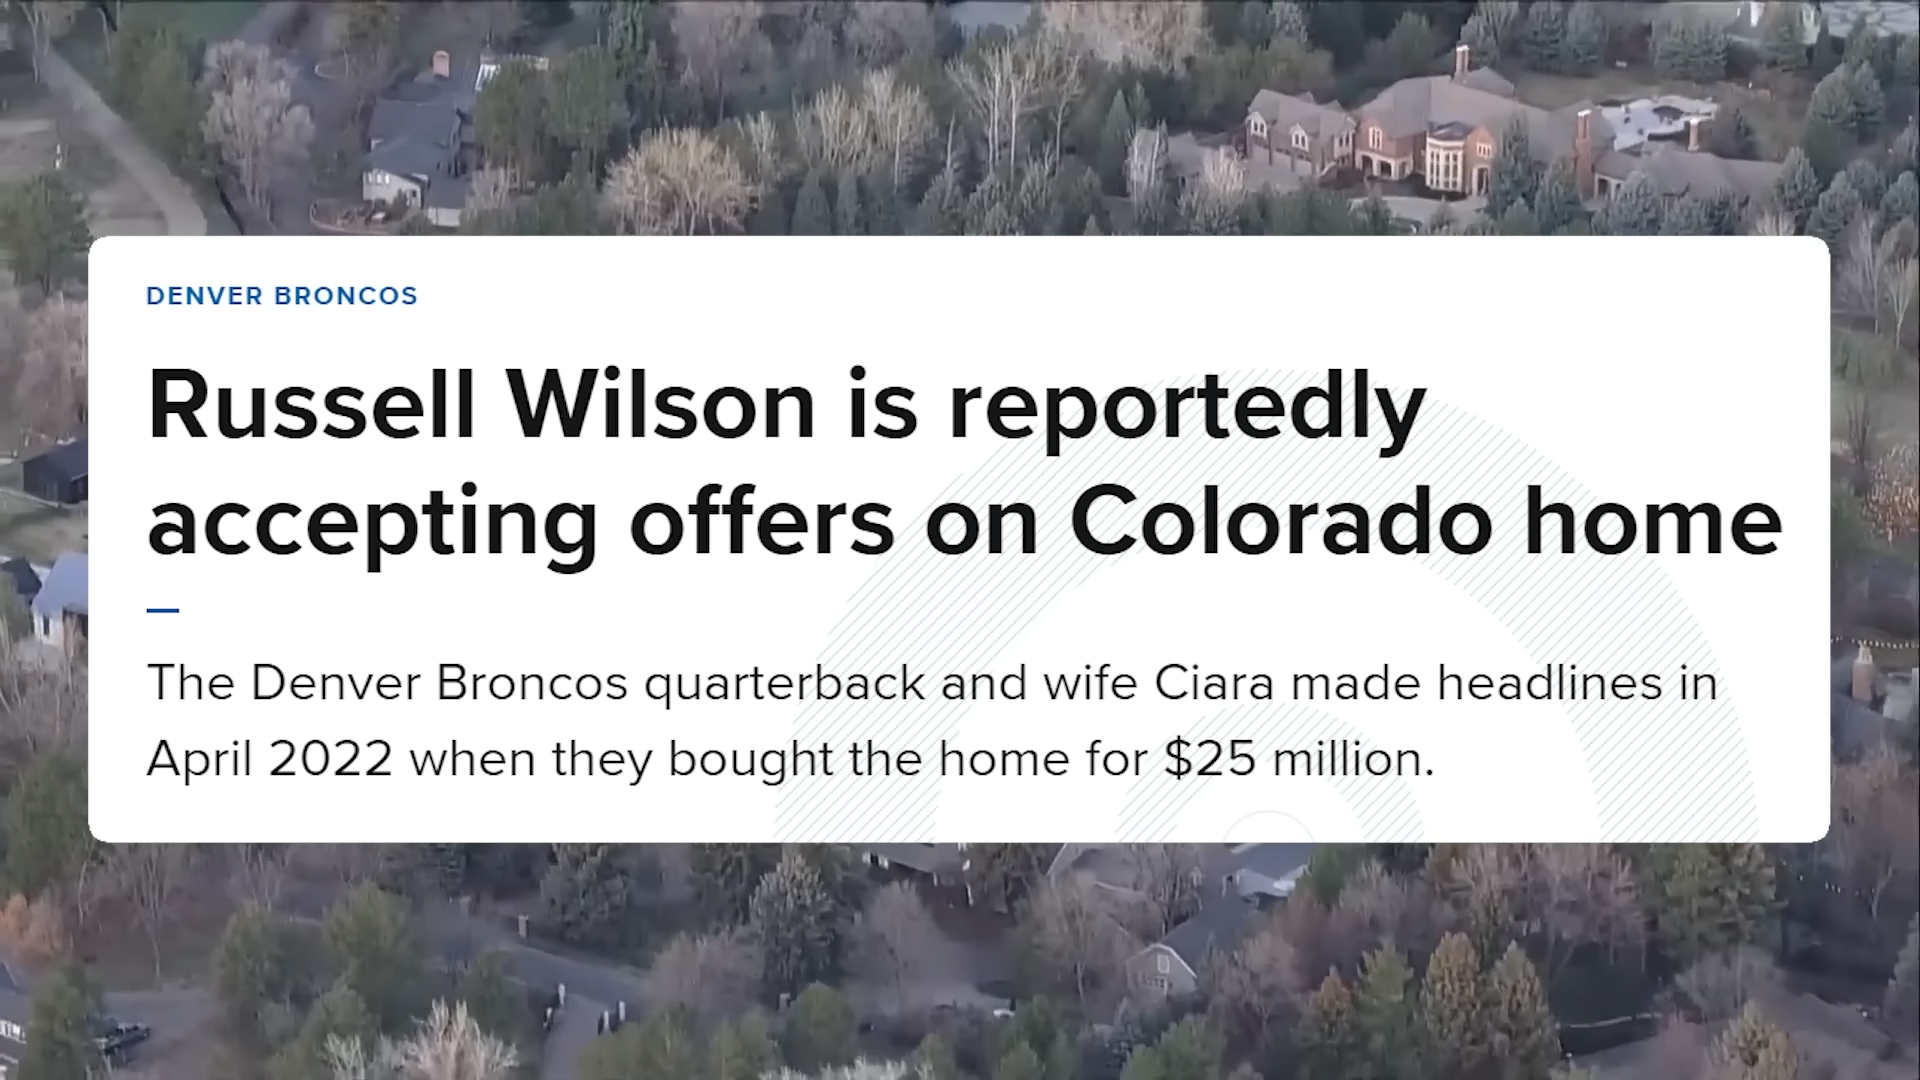 DENVER BRONCOS
Russell Wilson is reportedly
accepting offers on Colorado home
The Denver Broncos quarterback and wife Ciara made headlines in
April 2022 when they bought the home for $25 million.